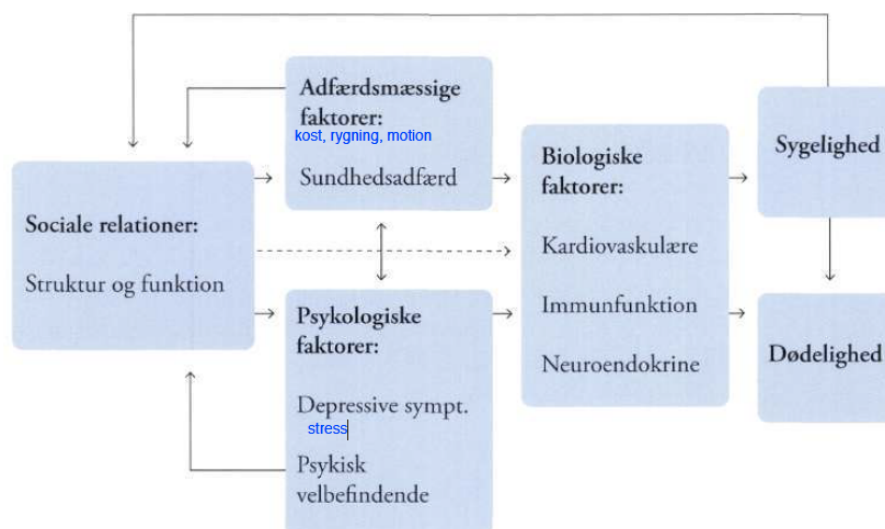 Adfærdsmæssige
faktorer:
kost, rygning, motion
Sundhedsadfærd
Sociale relationer:
Struktur og funktion
Psykologiske
faktorer:
Depressive sympt.
stress
Psykisk
velbefindende
Biologiske
faktorer:
Kardiovaskulære
Immunfunktion
Neuroendokrine
Sygelighed
Dødelighed